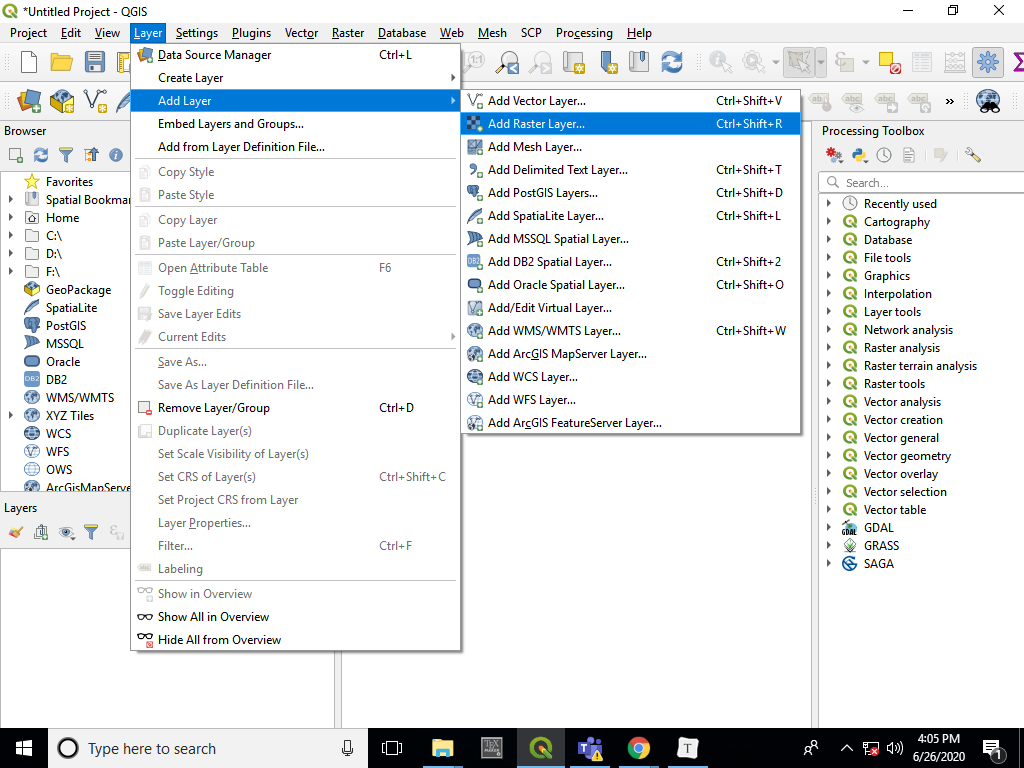 *Untitled Project - QGIS
Project Edit View Layer Settings Plugins Vector Raster Database Web Mesh SCP Processing Help
Data Source Manager Ctrl+L
Create Layer
Add Layer
Embed Layers and Groups...
Add from Layer Definition File...
Copy Style
Paste Style
Copy Layer
Paste Layer/Group
Open Attribute Table F6
Toggle Editing
Save Layer Edits
Current Edits
Save As...
Save As Layer Definition File...
Remove Layer/Group Ctrl+D
Duplicate Layer(s)
Set Scale Visibility of Layer(s)
Set CRS of Layer(s) Ctrl+Shift+C
Set Project CRS from Layer
Layer Properties...
Filter... Ctrl+F
Labeling
Show in Overview
Show All in Overview
Hide All from Overview
Add Vector Layer... Ctrl+Shift+V
Add Raster Layer... Ctrl+Shift+R
Add Mesh Layer...
Add Delimited Text Layer... Ctrl+Shift+T
Add PostGIS Layers... Ctrl+Shift+D
Add SpatiaLite Layer... Ctrl+Shift+L
Add MSSQL Spatial Layer...
Add DB2 Spatial Layer... Ctrl+Shift+2
Add Oracle Spatial Layer... Ctrl+Shift+O
Add/Edit Virtual Layer...
Add WMS/WMTS Layer... Ctrl+Shift+W
Add ArcGIS MapServer Layer...
Add WCS Layer...
Add WFS Layer...
Add ArcGIS FeatureServer Layer...
Browser
Favorites
Spatial Bookmar
Home
C:\
D:\
F:\
GeoPackage
SpatiaLite
PostGIS
MSSQL
Oracle
DB2
WMS/WMTS
XYZ Tiles
WCS
WFS
OWS
ArcGisMapServe
Layers
Processing Toolbox
Search...
Recently used
Cartography
Database
File tools
Graphics
Interpolation
Layer tools
Network analysis
Raster analysis
Raster terrain analysis
Raster tools
Vector analysis
Vector creation
Vector general
Vector geometry
Vector overlay
Vector selection
Vector table
GDAL
GRASS
SAGA
Type here to search
4:05 PM
6/26/2020
1